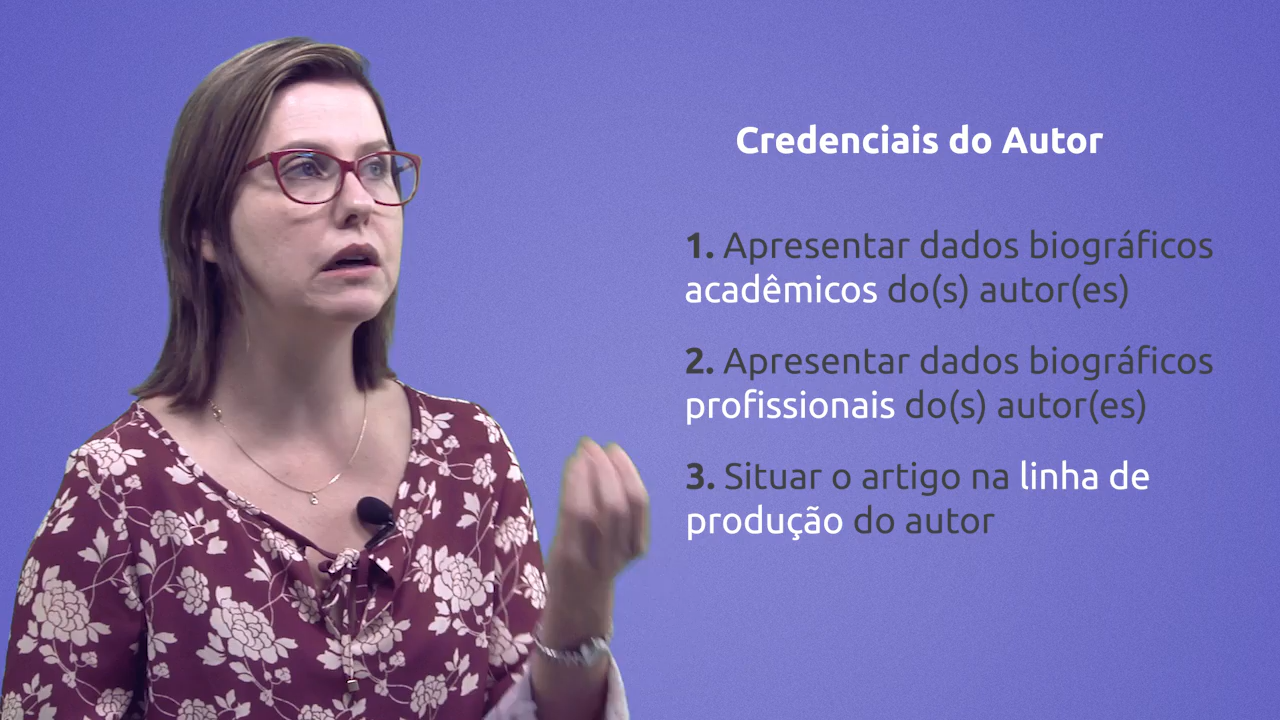 Credenciais do Autor
1. Apresentar dados biográficos
acadêmicos do(s) autor(es)
2. Apresentar dados biográficos
profissionais do(s) autor(es)
3. Situar o artigo na linha de
produção do autor